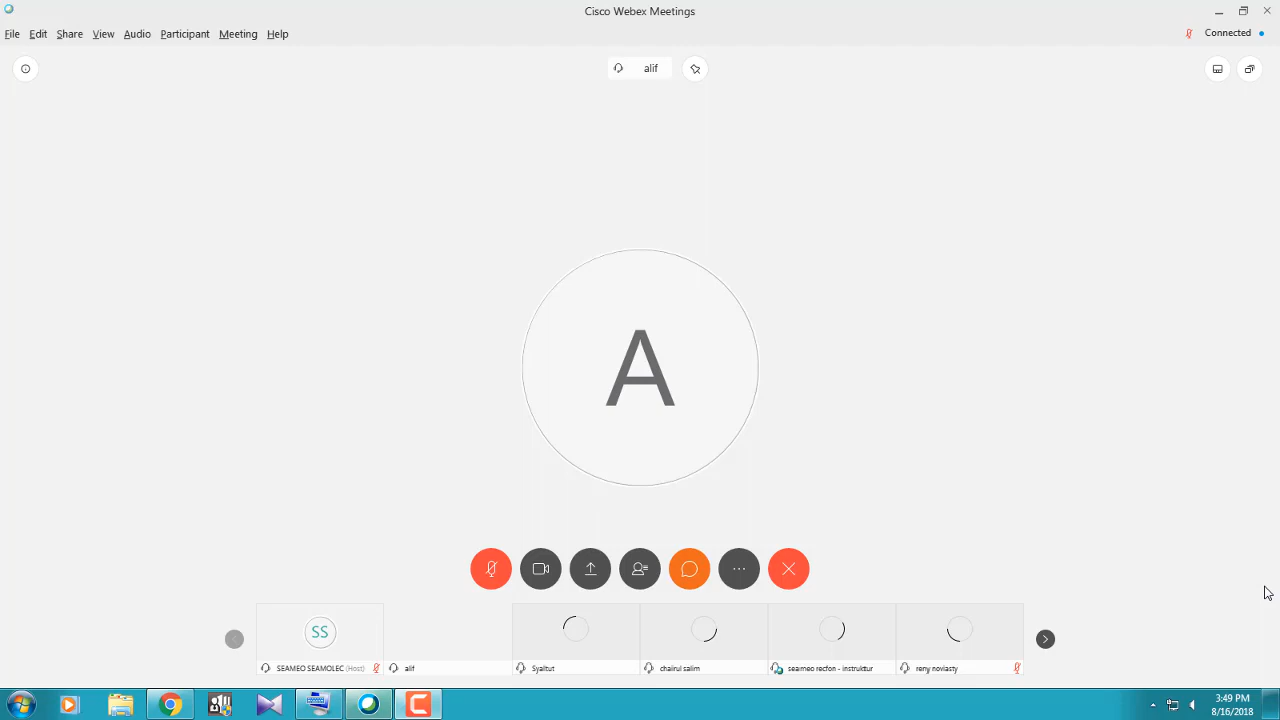 Cisco Webex Meetings
File Edit Share View Audio Participant Meeting Help
Connected
alif
A
SS
SEAMEO SEAMOLEC (Host)
alif
Syaltut
chairul salim
seameo recfon - instruktur
reny noviasty
3:49 PM
8/16/2018